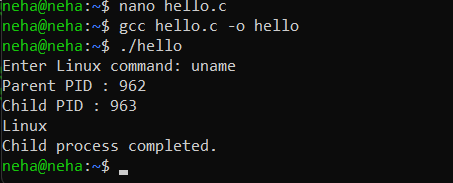 neha@neha:~$ nano hello.c
neha@neha:~$ gcc hello.c -o hello
neha@neha:~$ ./hello
Enter Linux command: uname
Parent PID : 962
Child PID : 963
Linux
Child process completed.
neha@neha:~$